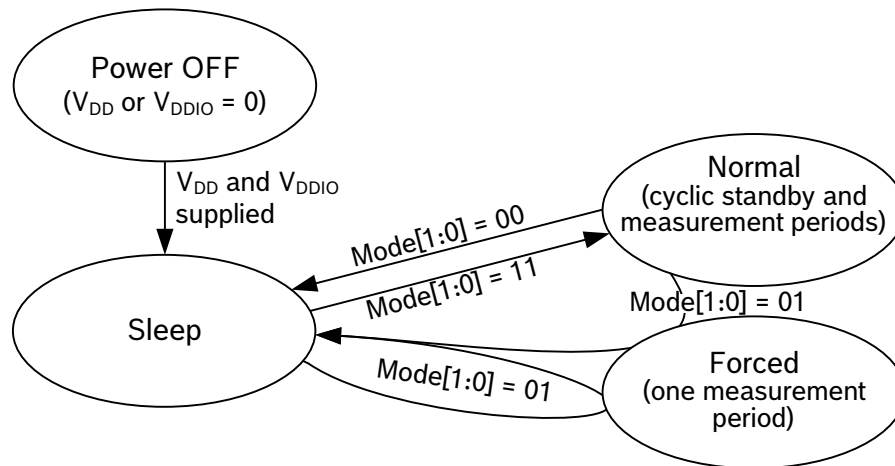 Power OFF
(VDD or VDDIO = 0)
VDD and VDDIO
supplied
Normal
(cyclic standby and
measurement periods)
Mode[1:0] = 00
Mode[1:0] = 11
Mode[1:0] = 01
Sleep
Mode[1:0] = 01
Forced
(one measurement
period)